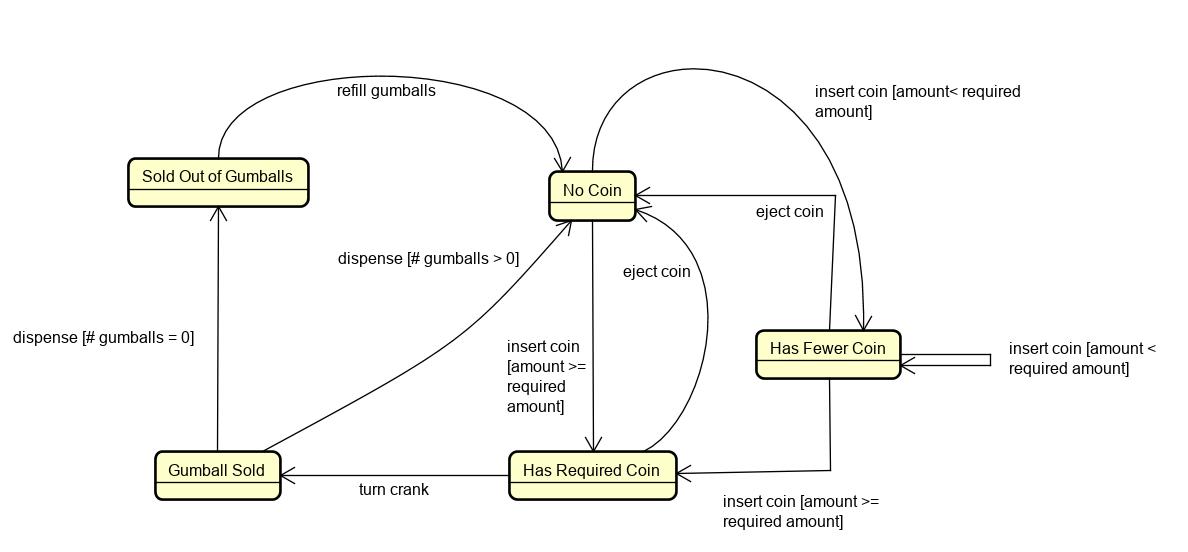 refill gumballs
insert coin [amount< required
amount]
Sold Out of Gumballs
No Coin
eject coin
dispense [# gumballs > 0]
eject coin
dispense [# gumballs = 0]
insert coin
[amount >=
required
amount]
Has Fewer Coin
insert coin [amount <
required amount]
Gumball Sold
Has Required Coin
turn crank
insert coin [amount >=
required amount]